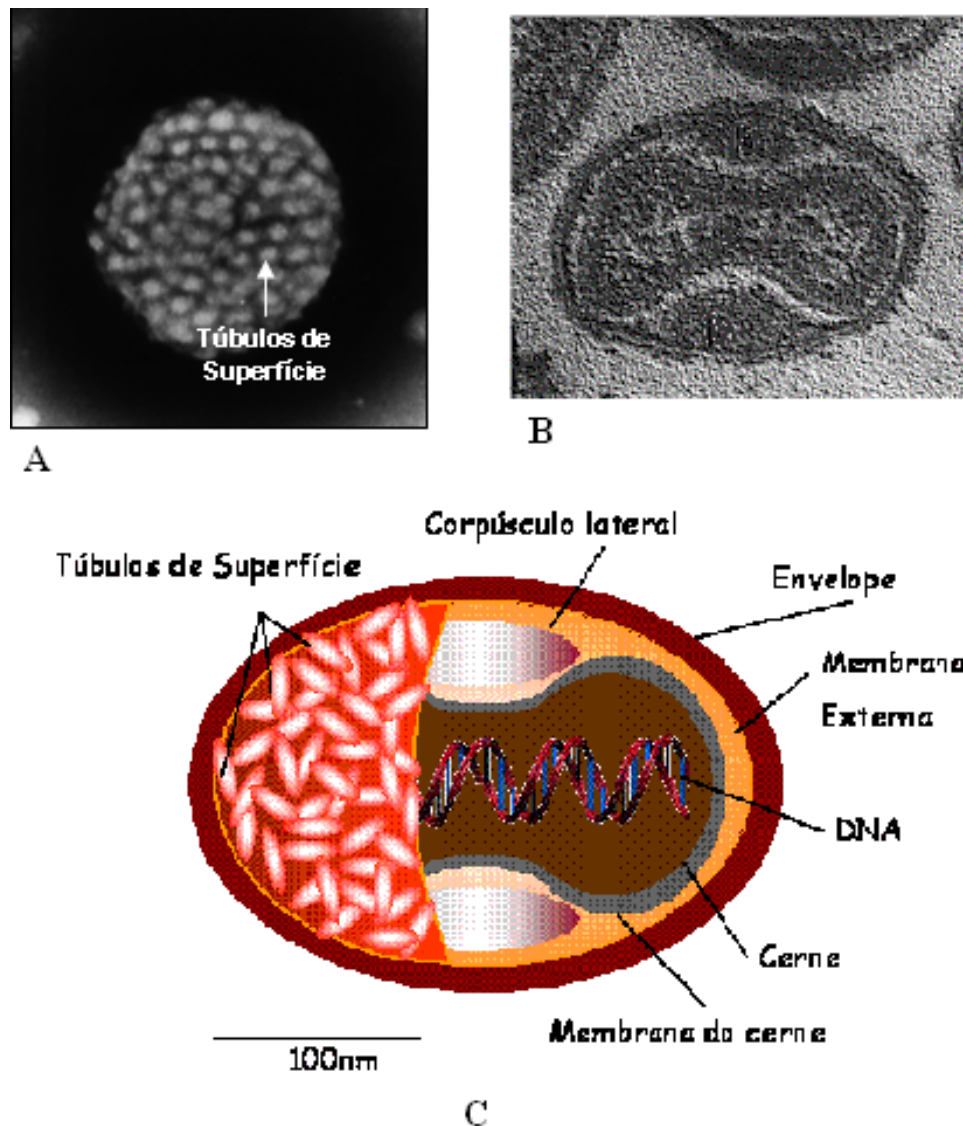 Túbulos de
Superfície
A
B
Corpúsculo lateral
Túbulos de Superfície
Envelope
Membrana
Externa
DNA
Cerne
Membrana do cerne
100nm
C